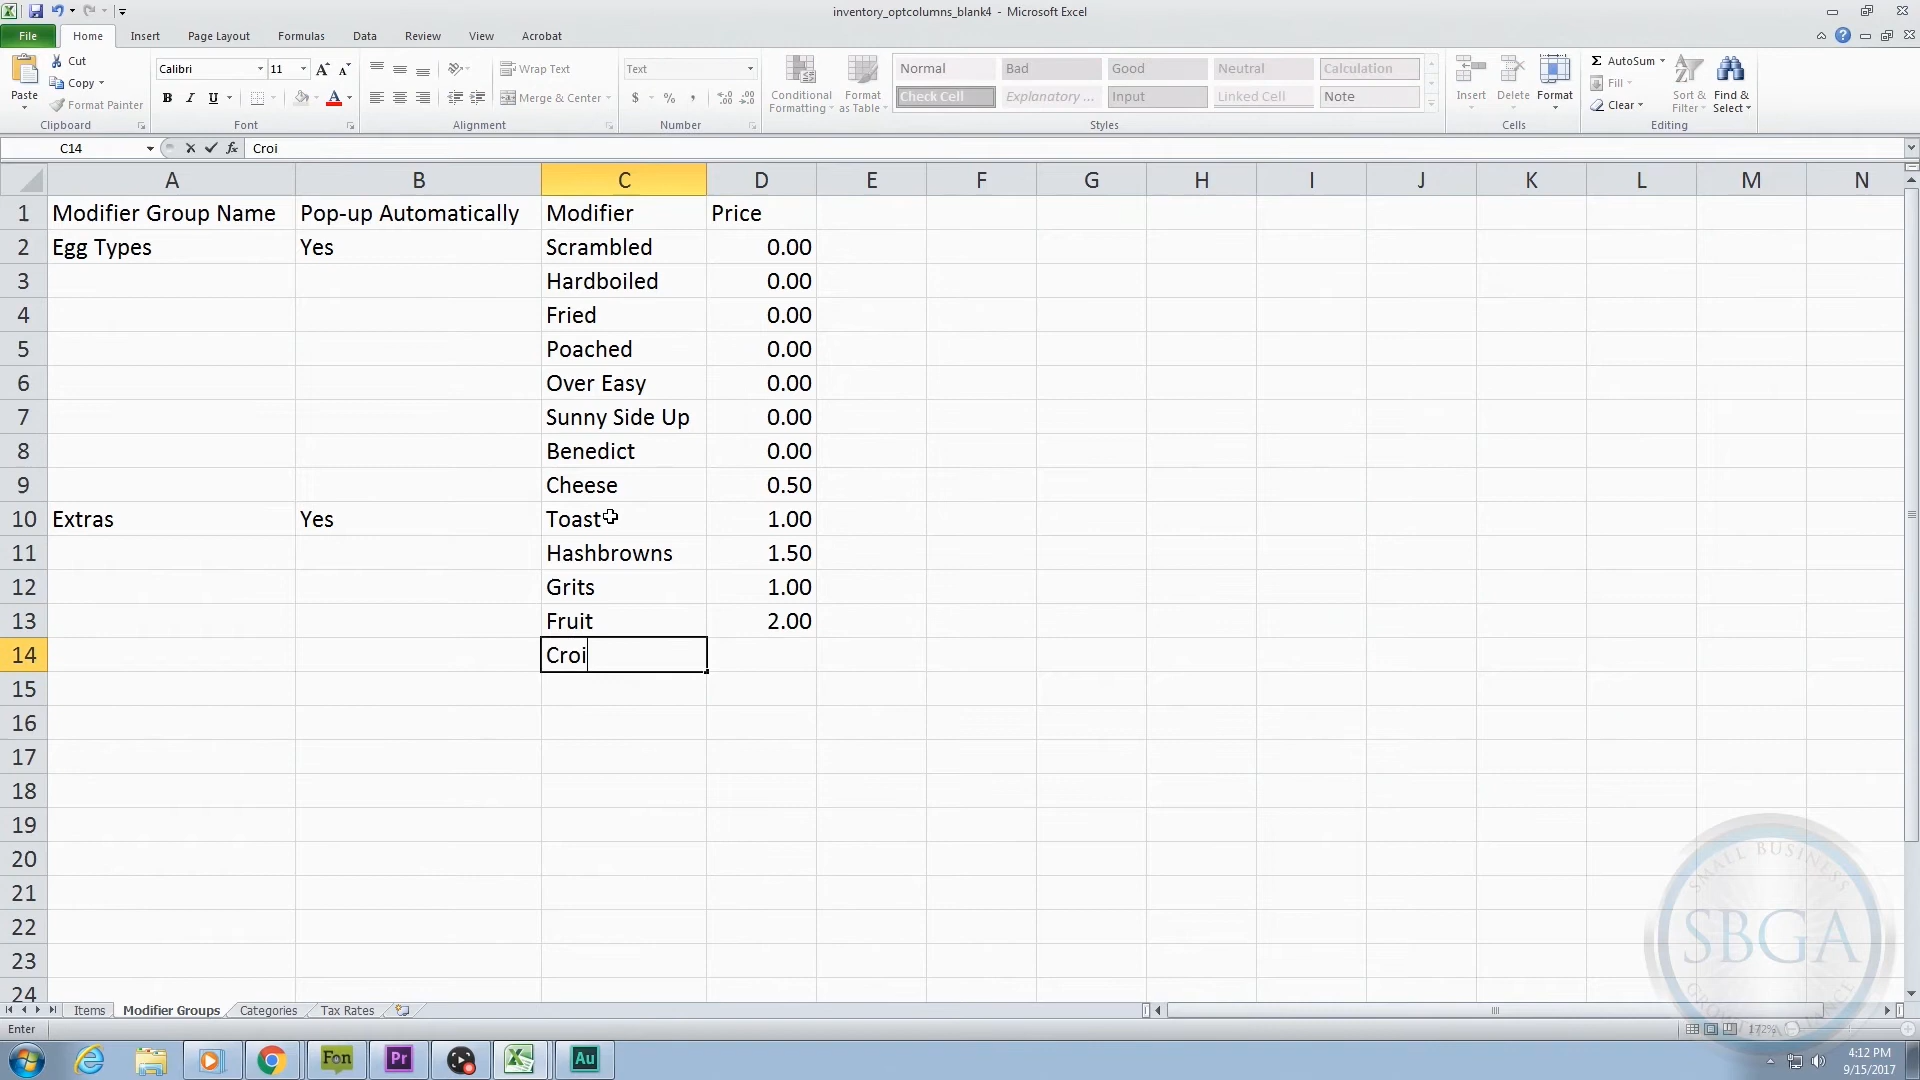 inventory_optcolumns_blank4 - Microsoft Excel
File Home Insert Page Layout Formulas Data Review View Acrobat
Paste
Cut
Copy
Format Painter
Clipboard
Calibri 11
B I U
Font
Wrap Text
Merge & Center
Alignment
Text
$ % ,
Number
Conditional Formatting
Format as Table
Normal Bad Good Neutral Calculation
Check Cell Explanatory ... Input Linked Cell Note
Styles
Insert Delete Format
Cells
Σ AutoSum
Fill
Clear
Sort & Filter
Find & Select
Editing
C14 fx Croi
A B C D E F G H I J K L M N
1 Modifier Group Name Pop-up Automatically Modifier Price
2 Egg Types Yes Scrambled 0.00
3 Hardboiled 0.00
4 Fried 0.00
5 Poached 0.00
6 Over Easy 0.00
7 Sunny Side Up 0.00
8 Benedict 0.00
9 Cheese 0.50
10 Extras Yes Toast 1.00
11 Hashbrowns 1.50
12 Grits 1.00
13 Fruit 2.00
14 Croi
15
16
17
18
19
20
21
22
23
24
SMALL BUSINESS
SBGA
Items Modifier Groups Categories Tax Rates
Enter 172%
Fon Pr Au
4:12 PM
9/15/2017